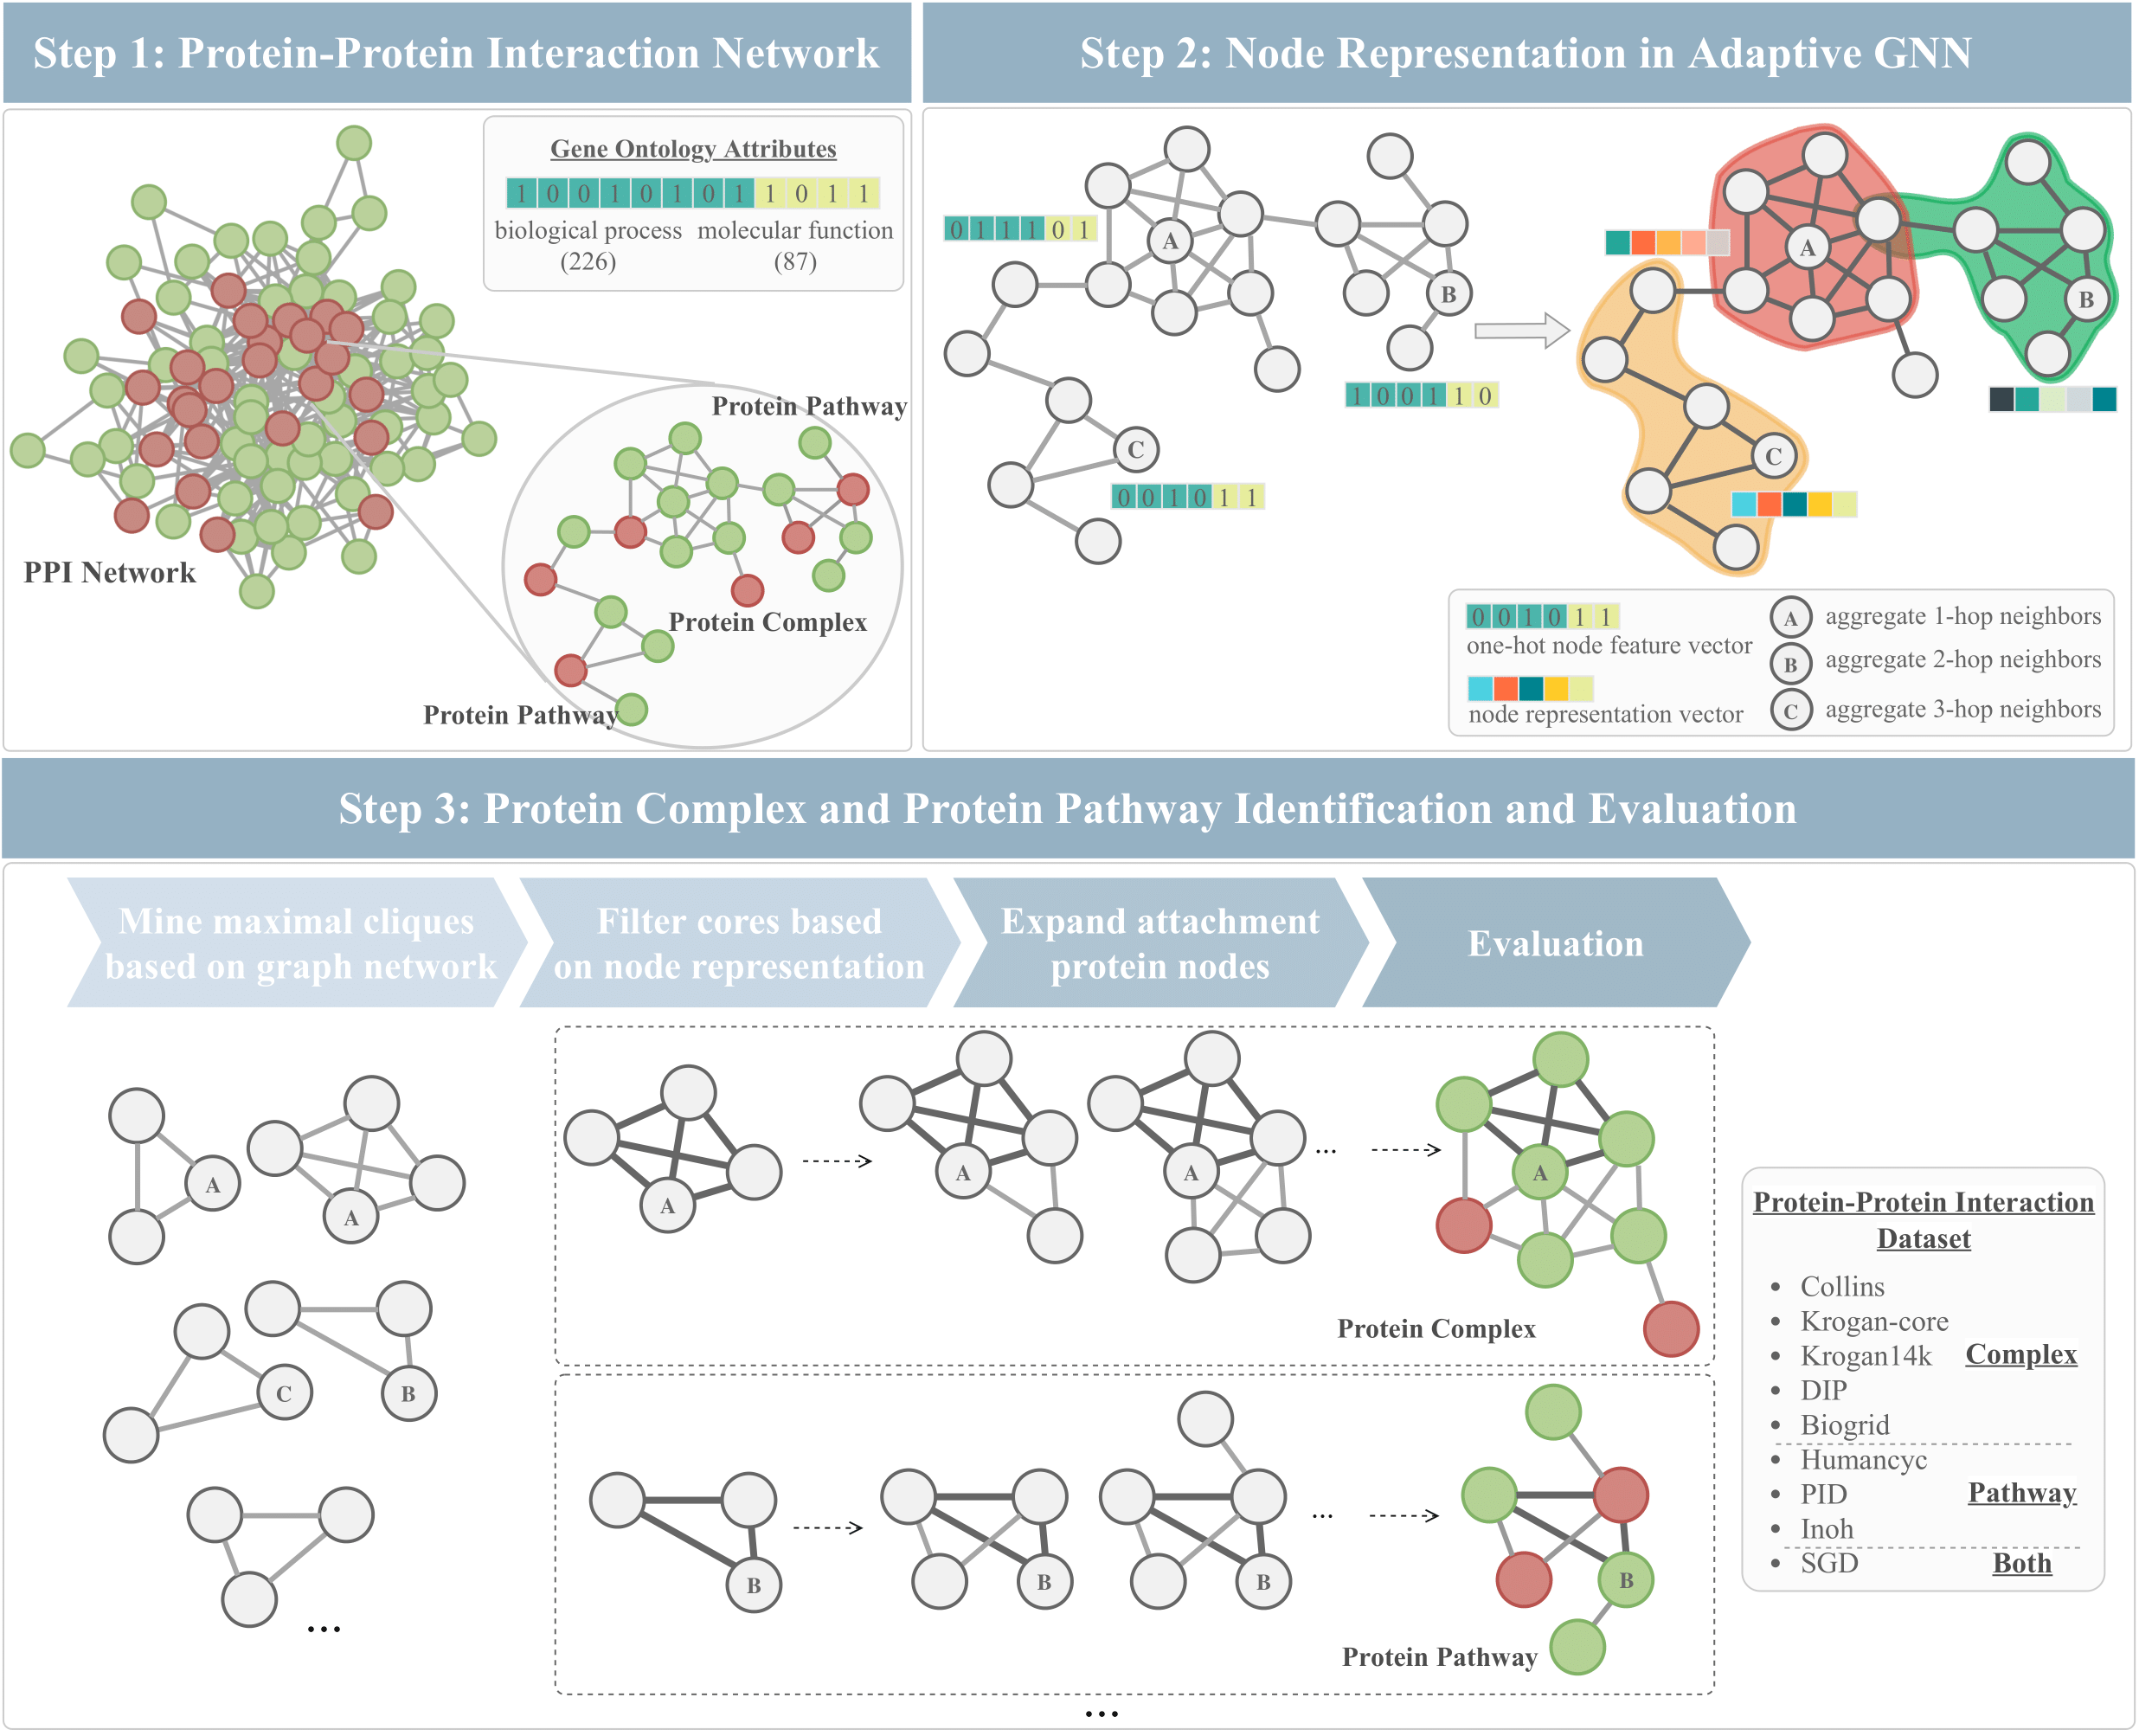 Step 1: Protein-Protein Interaction Network
Gene Ontology Attributes
1 0 0 1 0 1 0 1 1 0 1 1
biological process molecular function
(226) (87)
Protein Pathway
PPI Network
Protein Complex
Protein Pathway
Step 2: Node Representation in Adaptive GNN
0 1 1 1 0 1
A
B
1 0 0 1 1 0
C
0 0 1 0 1 1
A
B
C
0 0 1 0 1 1
one-hot node feature vector
node representation vector
A aggregate 1-hop neighbors
B aggregate 2-hop neighbors
C aggregate 3-hop neighbors
Step 3: Protein Complex and Protein Pathway Identification and Evaluation
Mine maximal cliques
based on graph network
Filter cores based
on node representation
Expand attachment
protein nodes
Evaluation
A
A
C
B
...
A
A
A
...
A
Protein Complex
B
B
B
...
B
Protein Pathway
...
Protein-Protein Interaction
Dataset
• Collins
• Krogan-core
• Krogan14k Complex
• DIP
• Biogrid
• Humancyc
• PID Pathway
• Inoh
• SGD Both